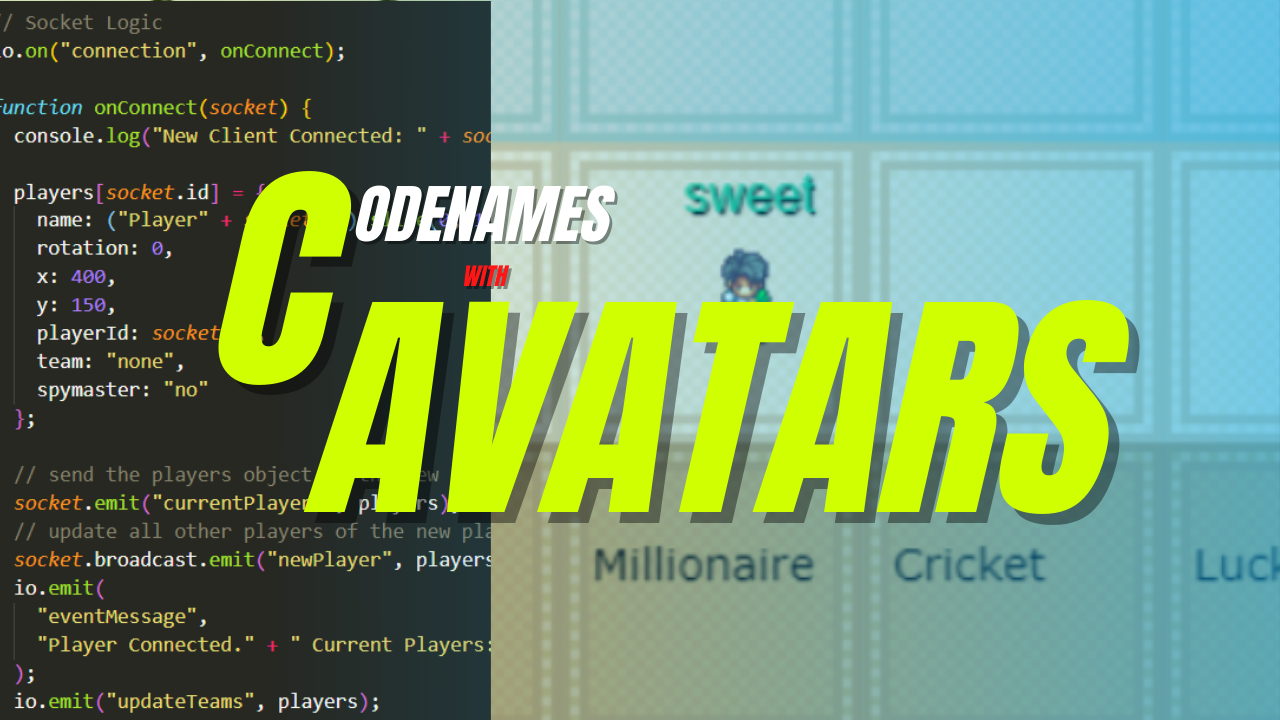 // Socket Logic
io.on("connection", onConnect);
function onConnect(socket) {
console.log("New Client Connected: " + soc
players[socket.id] = {
name: ("Player" +
rotation: 0,
x: 400,
y: 150,
playerId: socket
team: "none",
spymaster: "no"
};
// send the players object
socket.emit("currentPlayer , players);
// update all other players of the new pla
socket.broadcast.emit("newPlayer", players
io.emit(
"eventMessage",
"Player Connected." + " Current Players:
);
io.emit("updateTeams", players);
CODENAMES
WITH
AVATARS
sweet
Millionaire
Cricket
Luck